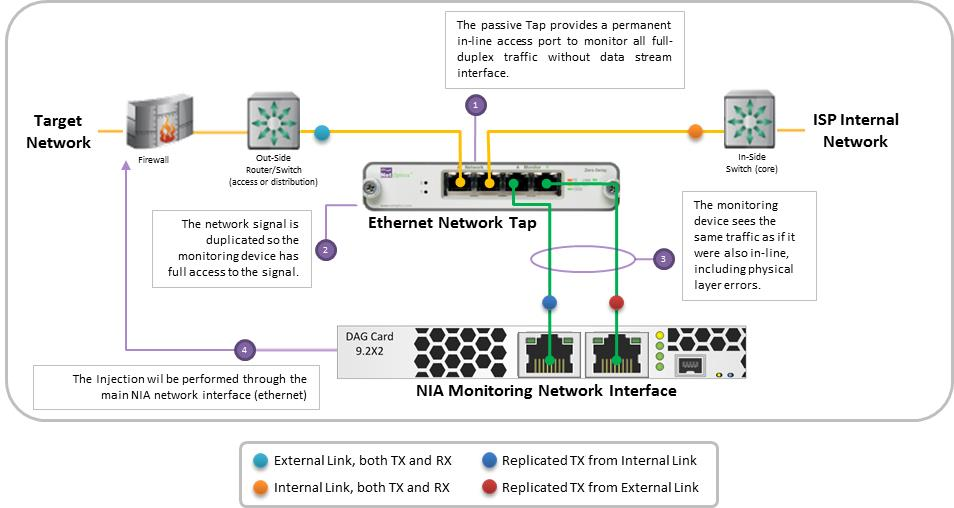 The passive Tap provides a permanent
in-line access port to monitor all full-
duplex traffic without data stream
interface.
1
Target
Network
Firewall
Out-Side
Router/Switch
(access or distribution)
In-Side
Switch (core)
ISP Internal
Network
Network
A Monitor
Zero Delay
Net Optics
Ethernet Network Tap
The network signal is
duplicated so the
monitoring device has
full access to the signal.
2
The monitoring
device sees the
same traffic as if it
were also in-line,
including physical
layer errors.
3
DAG Card
9.2X2
4
NIA Monitoring Network Interface
The Injection wil be performed through the
main NIA network interface (ethernet)
External Link, both TX and RX
Replicated TX from Internal Link
Internal Link, both TX and RX
Replicated TX from External Link